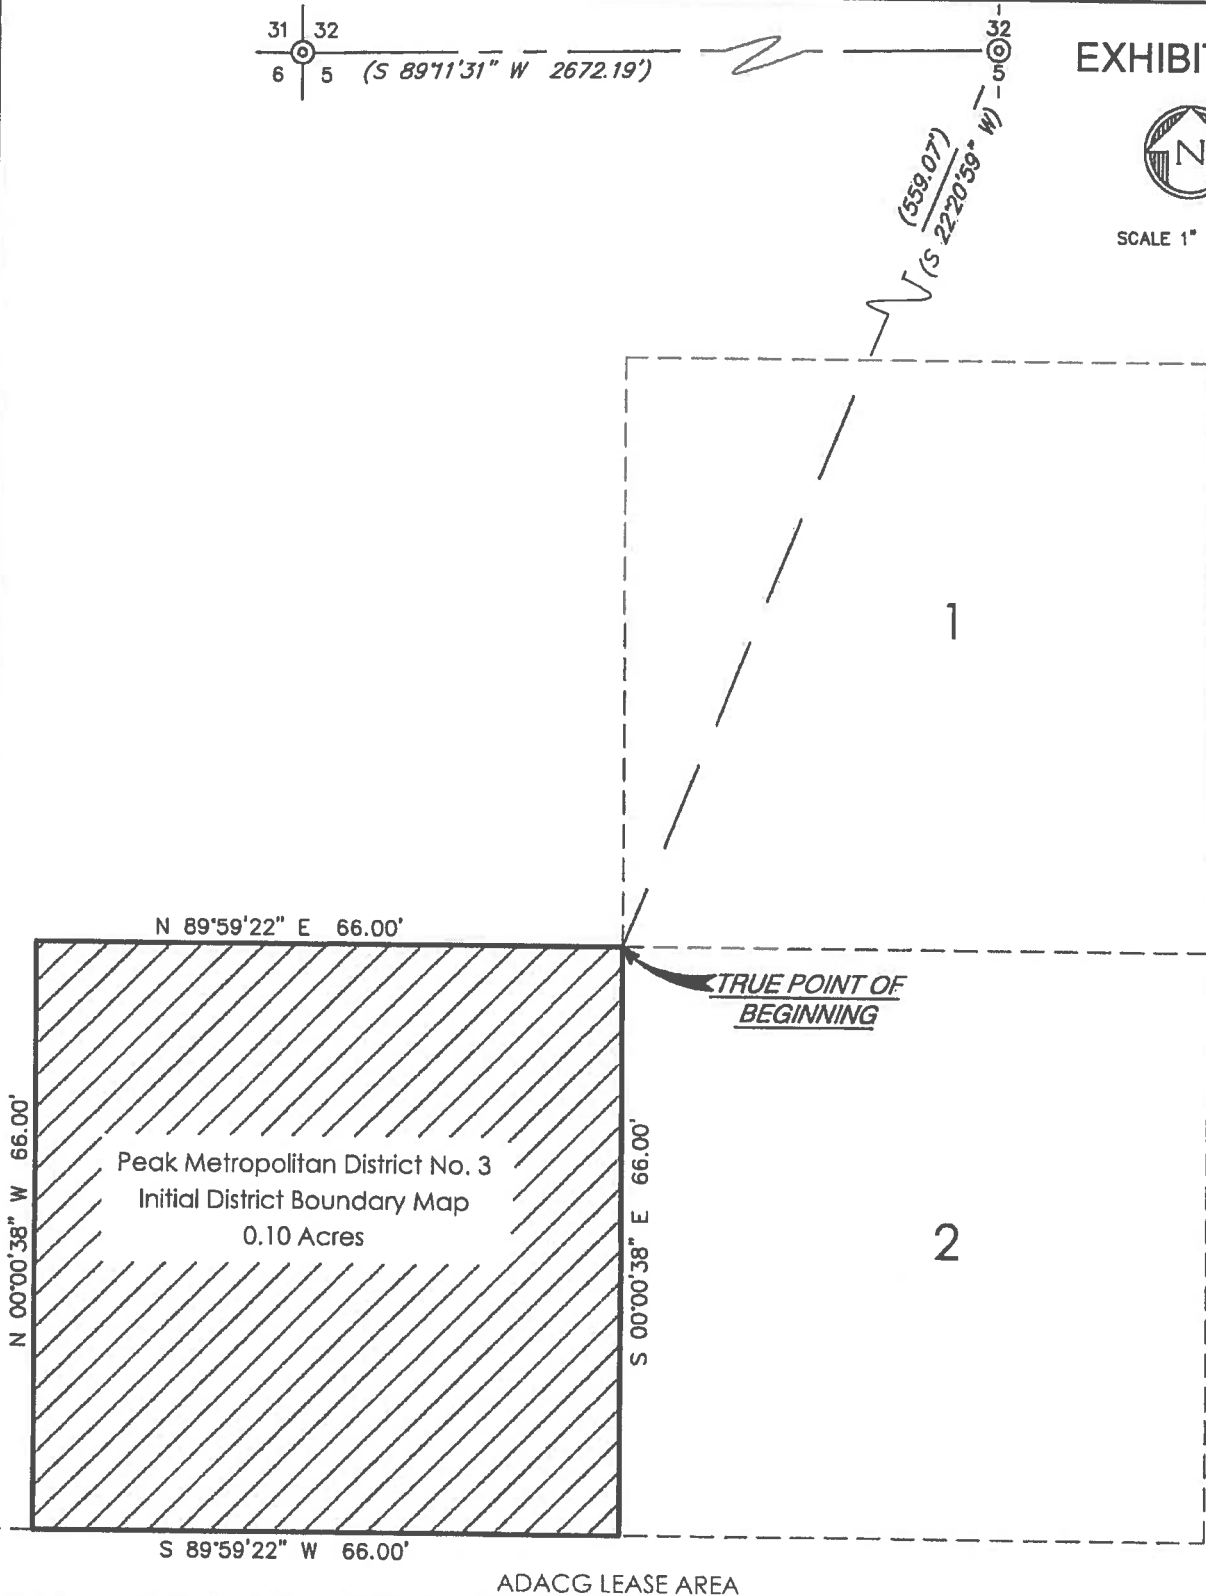 31 32
6 5
(S 89°11'31" W 2672.19')
32
5
EXHIBI
N
SCALE 1"
(559.07')
(S 22°20'59" W)
1
N 89°59'22" E 66.00'
TRUE POINT OF
BEGINNING
N 00°00'38" W 66.00'
Peak Metropolitan District No. 3
Initial District Boundary Map
0.10 Acres
S 00°00'38" E 66.00'
2
S 89°59'22" W 66.00'
ADACG LEASE AREA